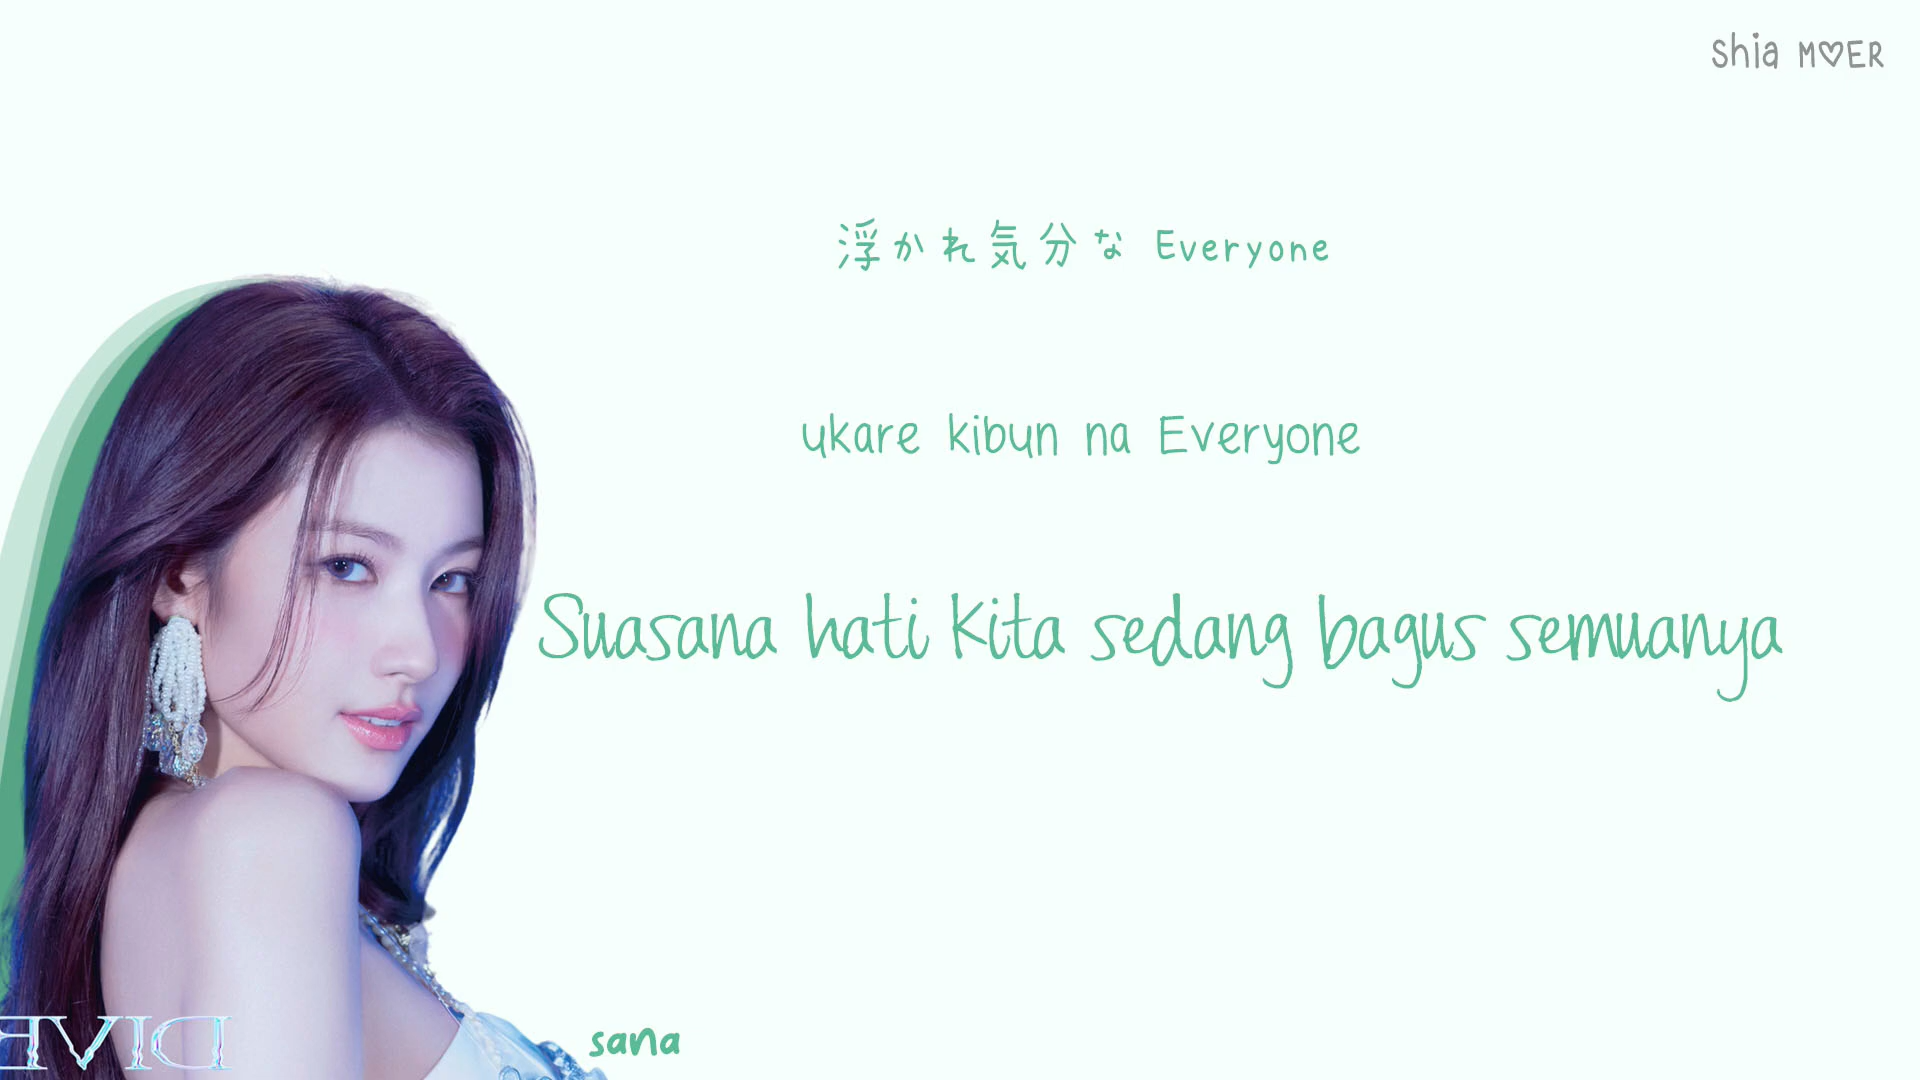 Shia M♡ER
浮かれ気分な Everyone
ukare kibun na Everyone
Suasana hati Kita sedang bagus semuanya
sana
DIVE